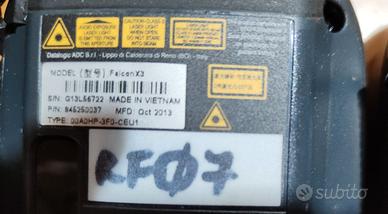 AVOID EXPOSURE
LASER LIGHT
IS EMITTED
FROM THIS
APERTURE
CAUTION-CLASS 2
LASER LIGHT
WHEN OPEN
DO NOT STARE
INTO BEAM
Datalogic ADC S.r.l. - Lippo di Calderara di Reno (BO) - Italy
MODEL (型号) FalconX3
S/N: G13L56722 MADE IN VIETNAM
P/N: 945250037 MFD: Oct 2013
TYPE: 00A0HP-3F0-CEU1
RFØ7
subito